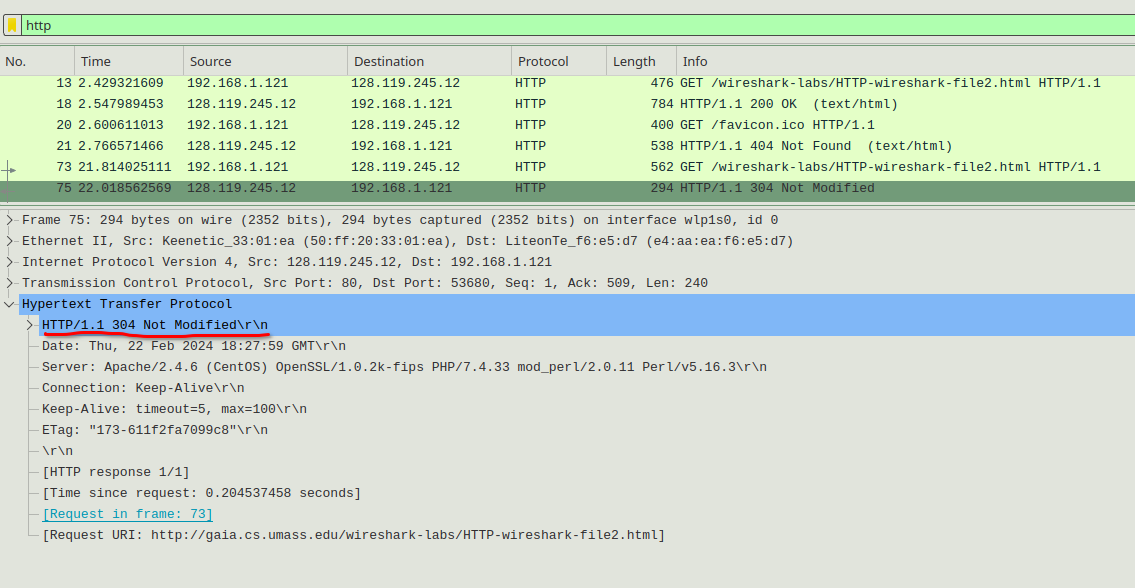 http
No. Time Source Destination Protocol Length Info
13 2.429321609 192.168.1.121 128.119.245.12 HTTP 476 GET /wireshark-labs/HTTP-wireshark-file2.html HTTP/1.1
18 2.547989453 128.119.245.12 192.168.1.121 HTTP 784 HTTP/1.1 200 OK  (text/html)
20 2.600611013 192.168.1.121 128.119.245.12 HTTP 400 GET /favicon.ico HTTP/1.1
21 2.766571466 128.119.245.12 192.168.1.121 HTTP 538 HTTP/1.1 404 Not Found  (text/html)
73 21.814025111 192.168.1.121 128.119.245.12 HTTP 562 GET /wireshark-labs/HTTP-wireshark-file2.html HTTP/1.1
75 22.018562569 128.119.245.12 192.168.1.121 HTTP 294 HTTP/1.1 304 Not Modified
Frame 75: 294 bytes on wire (2352 bits), 294 bytes captured (2352 bits) on interface wlp1s0, id 0
Ethernet II, Src: Keenetic_33:01:ea (50:ff:20:33:01:ea), Dst: LiteonTe_f6:e5:d7 (e4:aa:ea:f6:e5:d7)
Internet Protocol Version 4, Src: 128.119.245.12, Dst: 192.168.1.121
Transmission Control Protocol, Src Port: 80, Dst Port: 53680, Seq: 1, Ack: 509, Len: 240
Hypertext Transfer Protocol
HTTP/1.1 304 Not Modified\r\n
Date: Thu, 22 Feb 2024 18:27:59 GMT\r\n
Server: Apache/2.4.6 (CentOS) OpenSSL/1.0.2k-fips PHP/7.4.33 mod_perl/2.0.11 Perl/v5.16.3\r\n
Connection: Keep-Alive\r\n
Keep-Alive: timeout=5, max=100\r\n
ETag: "173-611f2fa7099c8"\r\n
\r\n
[HTTP response 1/1]
[Time since request: 0.204537458 seconds]
[Request in frame: 73]
[Request URI: http://gaia.cs.umass.edu/wireshark-labs/HTTP-wireshark-file2.html]